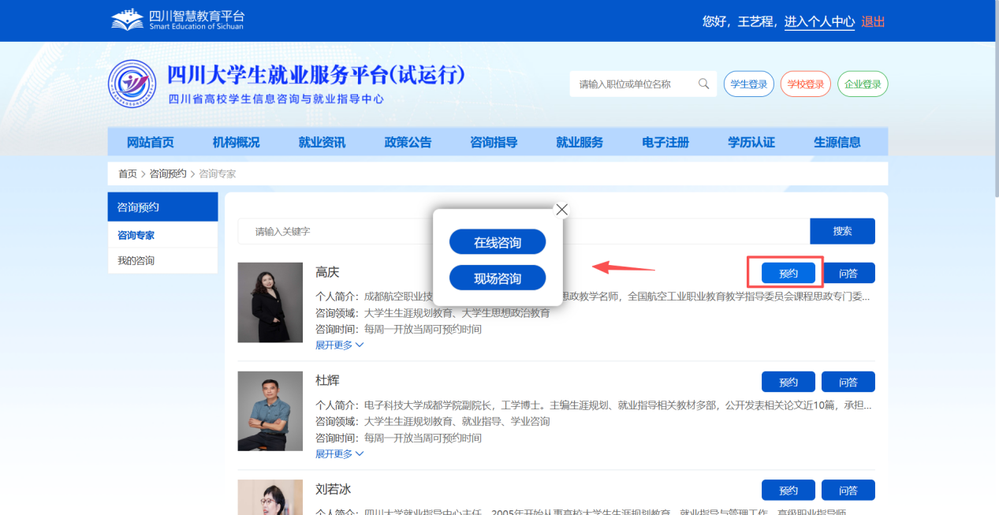 四川智慧教育平台
Smart Education of Sichuan
您好，王艺程，进入个人中心 退出
四川大学生就业服务平台(试运行)
四川省高校学生信息咨询与就业指导中心
请输入职位或单位名称
学生登录 学校登录 企业登录
网站首页 机构概况 就业资讯 政策公告 咨询指导 就业服务 电子注册 学历认证 生源信息
首页 > 咨询预约 > 咨询专家
咨询预约
咨询专家
我的咨询
请输入关键字
搜索
在线咨询
现场咨询
高庆
预约 问答
个人简介：成都航空职业技 思政教学名师，全国航空工业职业教育教学指导委员会课程思政专门委...
咨询领域：大学生生涯规划教育、大学生思想政治教育
咨询时间：每周一开放当周可预约时间
展开更多
杜辉
预约 问答
个人简介：电子科技大学成都学院副院长，工学博士。主编生涯规划、就业指导相关教材多部，公开发表相关论文近10篇，承担...
咨询领域：大学生生涯规划教育、就业指导、学业咨询
咨询时间：每周一开放当周可预约时间
展开更多
刘若冰
预约 问答
个人简介：四川大学就业指导中心主任，2005年开始从事高校大学生生涯规划教育、就业指导与管理工作，高级职业指导师